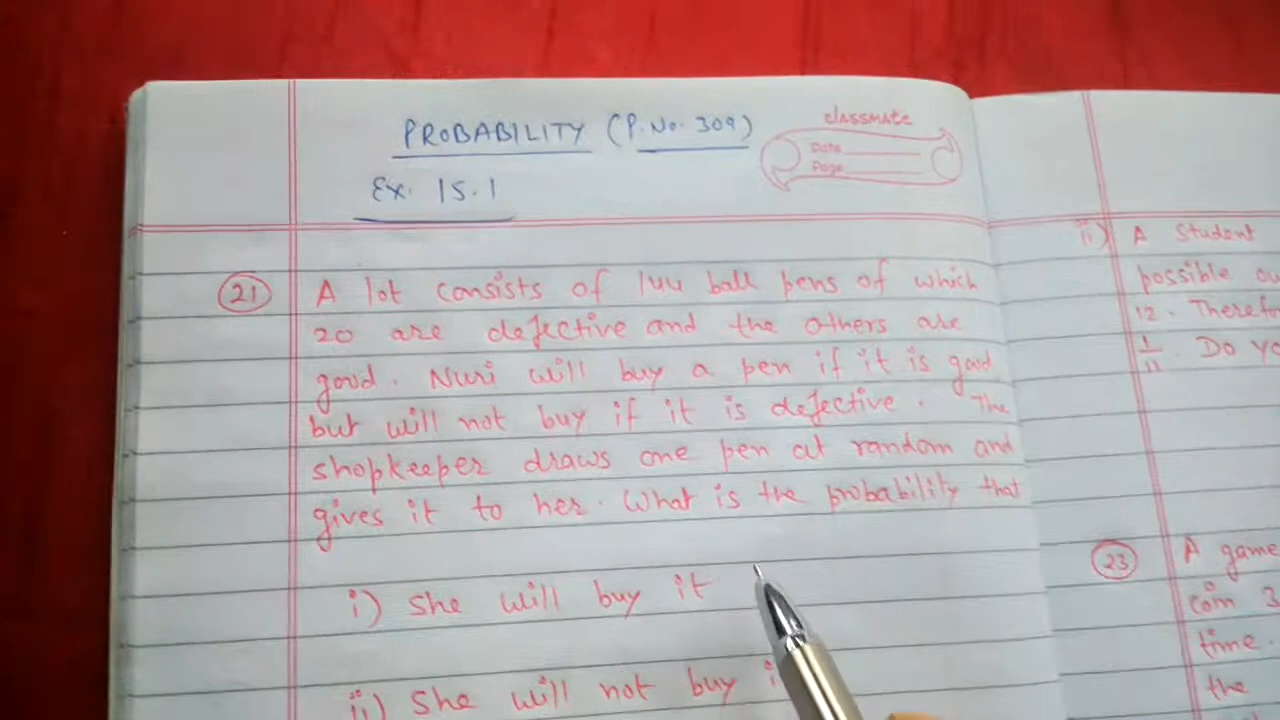 PROBABILITY (P.No. 309)
classmate
Date
Page
Ex. 15.1
21 A lot consists of 144 ball pens of which
20 are defective and the others are
good. Nuri will buy a pen if it is good
but will not buy if it is defective. The
shopkeeper draws one pen at random and
gives it to her. What is the probability that
i) She will buy it
ii) She will not buy
ii) A student
possible
12. Therefor
1/11. Do yo
23 A game
coin 3
time.
the